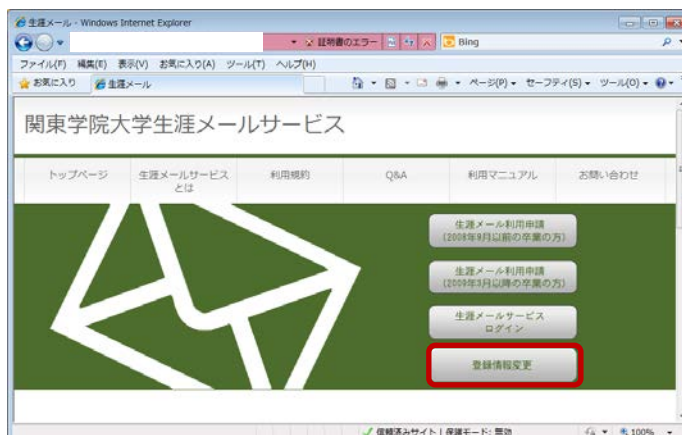 生涯メール - Windows Internet Explorer
証明書のエラー
Bing
ファイル(F) 編集(E) 表示(V) お気に入り(A) ツール(T) ヘルプ(H)
お気に入り 生涯メール ページ(P) セーフティ(S) ツール(O)
関東学院大学生涯メールサービス
トップページ 生涯メールサービス 利用規約 Q&A 利用マニュアル お問い合わせ
とは
生涯メール利用申請
(2008年9月以前の卒業の方)
生涯メール利用申請
(2009年3月以降の卒業の方)
生涯メールサービス
ログイン
登録情報変更
信頼済みサイト | 保護モード: 無効 100%